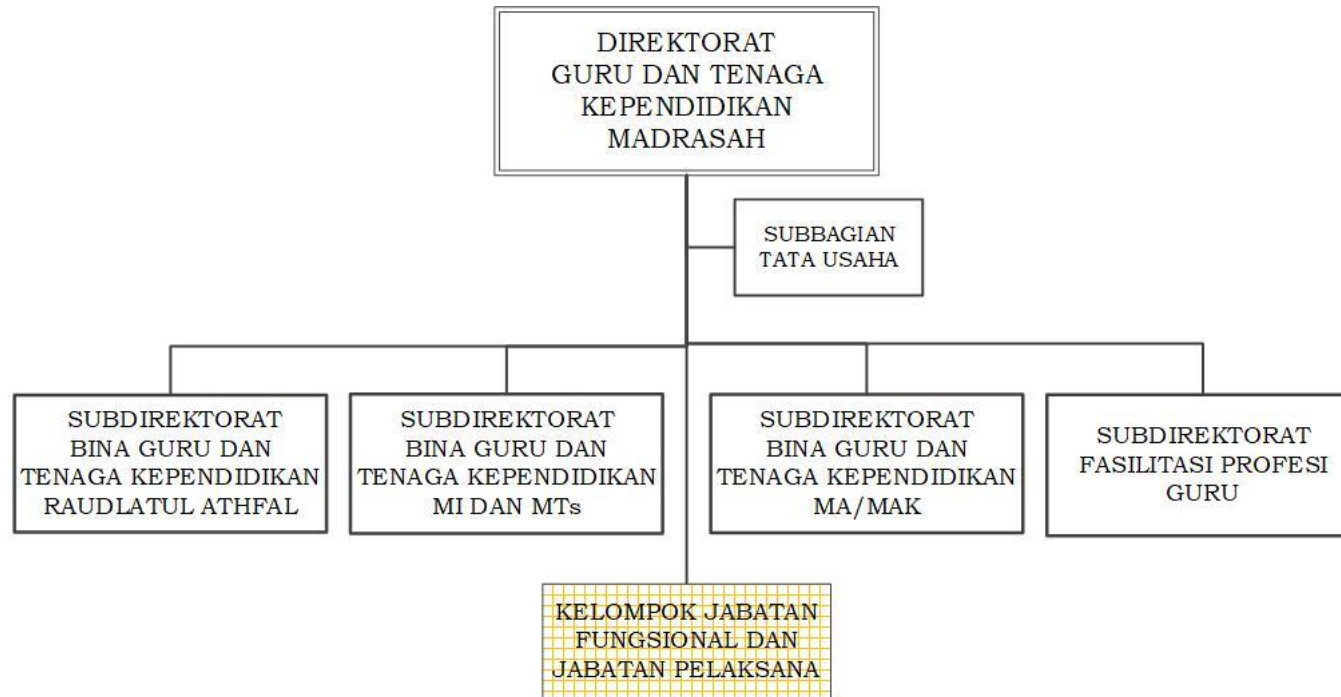 DIREKTORAT
GURU DAN TENAGA
KEPENDIDIKAN
MADRASAH
SUBBAGIAN
TATA USAHA
SUBDIREKTORAT
BINA GURU DAN
TENAGA KEPENDIDIKAN
RAUDLATUL ATHFAL
SUBDIREKTORAT
BINA GURU DAN
TENAGA KEPENDIDIKAN
MI DAN MTs
SUBDIREKTORAT
BINA GURU DAN
TENAGA KEPENDIDIKAN
MA/MAK
SUBDIREKTORAT
FASILITASI PROFESI
GURU
KELOMPOK JABATAN
FUNGSIONAL DAN
JABATAN PELAKSANA